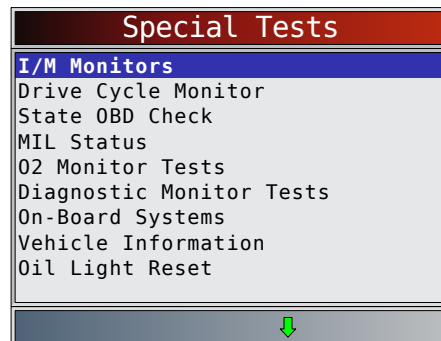 Special Tests
I/M Monitors
Drive Cycle Monitor
State OBD Check
MIL Status
O2 Monitor Tests
Diagnostic Monitor Tests
On-Board Systems
Vehicle Information
Oil Light Reset